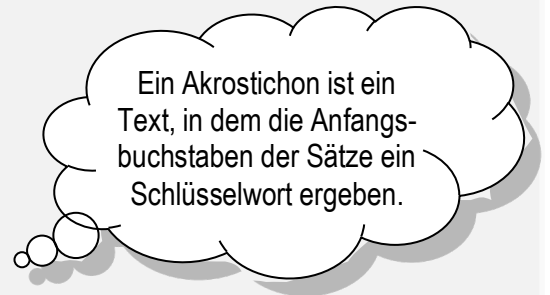 Ein Akrostichon ist ein
Text, in dem die Anfangs-
buchstaben der Sätze ein
Schlüsselwort ergeben.